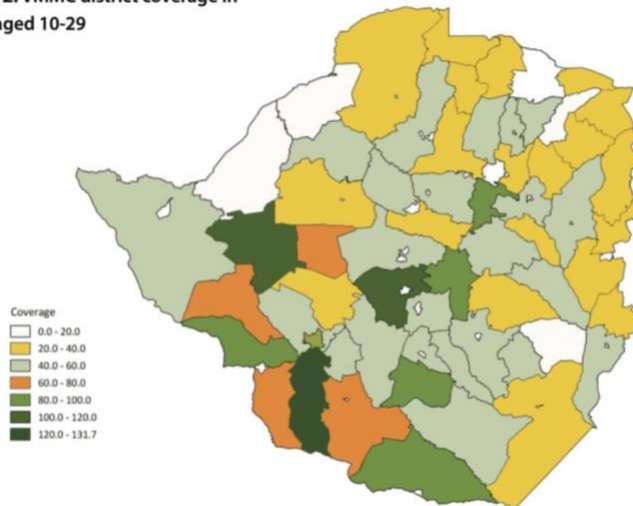 VMMC district coverage in
aged 10-29
Coverage
0.0 - 20.0
20.0 - 40.0
40.0 - 60.0
60.0 - 80.0
80.0 - 100.0
100.0 - 120.0
120.0 - 131.7